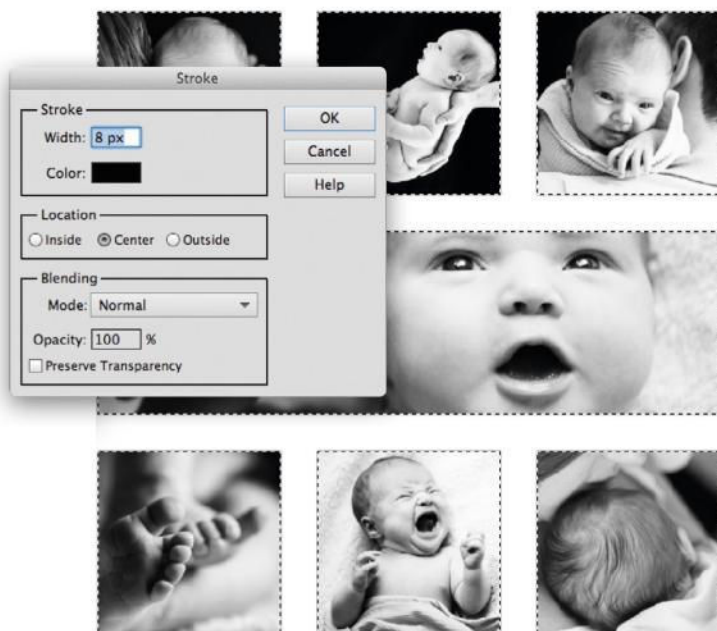 Stroke
Stroke
Width: 8 px
Color:
OK
Cancel
Help
Location
Inside Center Outside
Blending
Mode: Normal
Opacity: 100 %
Preserve Transparency